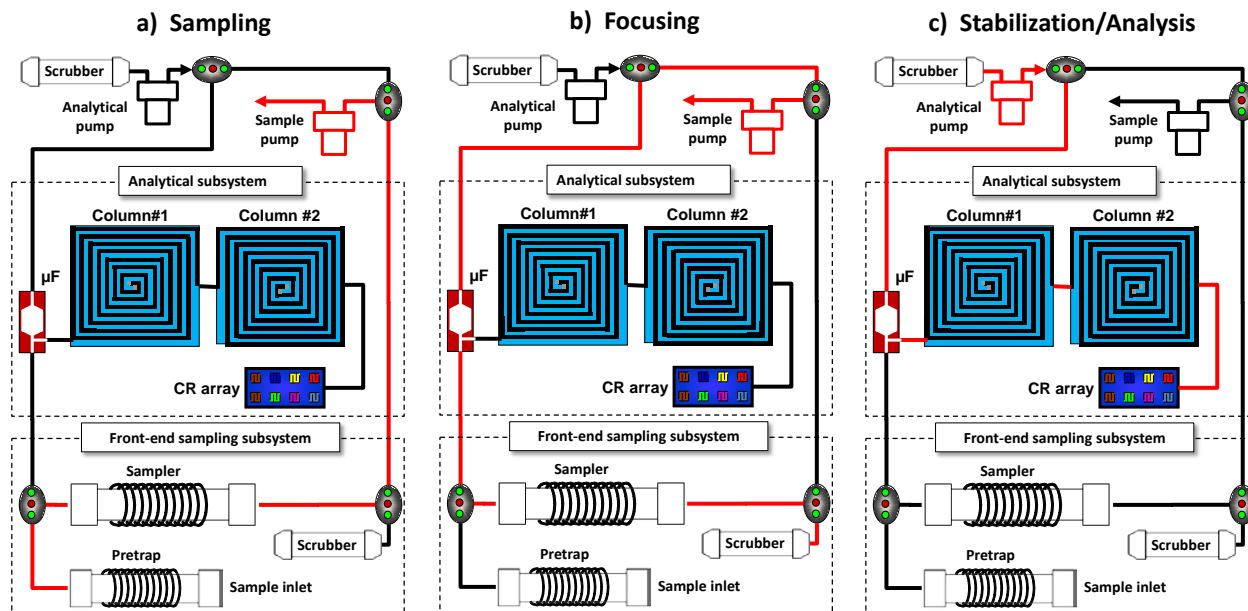 a) Sampling
Scrubber
Analytical
pump
Sample
pump
Analytical subsystem
Column#1
Column #2
µF
CR array
Front-end sampling subsystem
Sampler
Scrubber
Pretrap
Sample inlet
b) Focusing
Scrubber
Analytical
pump
Sample
pump
Analytical subsystem
Column#1
Column #2
µF
CR array
Front-end sampling subsystem
Sampler
Scrubber
Pretrap
Sample inlet
c) Stabilization/Analysis
Scrubber
Analytical
pump
Sample
pump
Analytical subsystem
Column#1
Column #2
µF
CR array
Front-end sampling subsystem
Sampler
Scrubber
Pretrap
Sample inlet